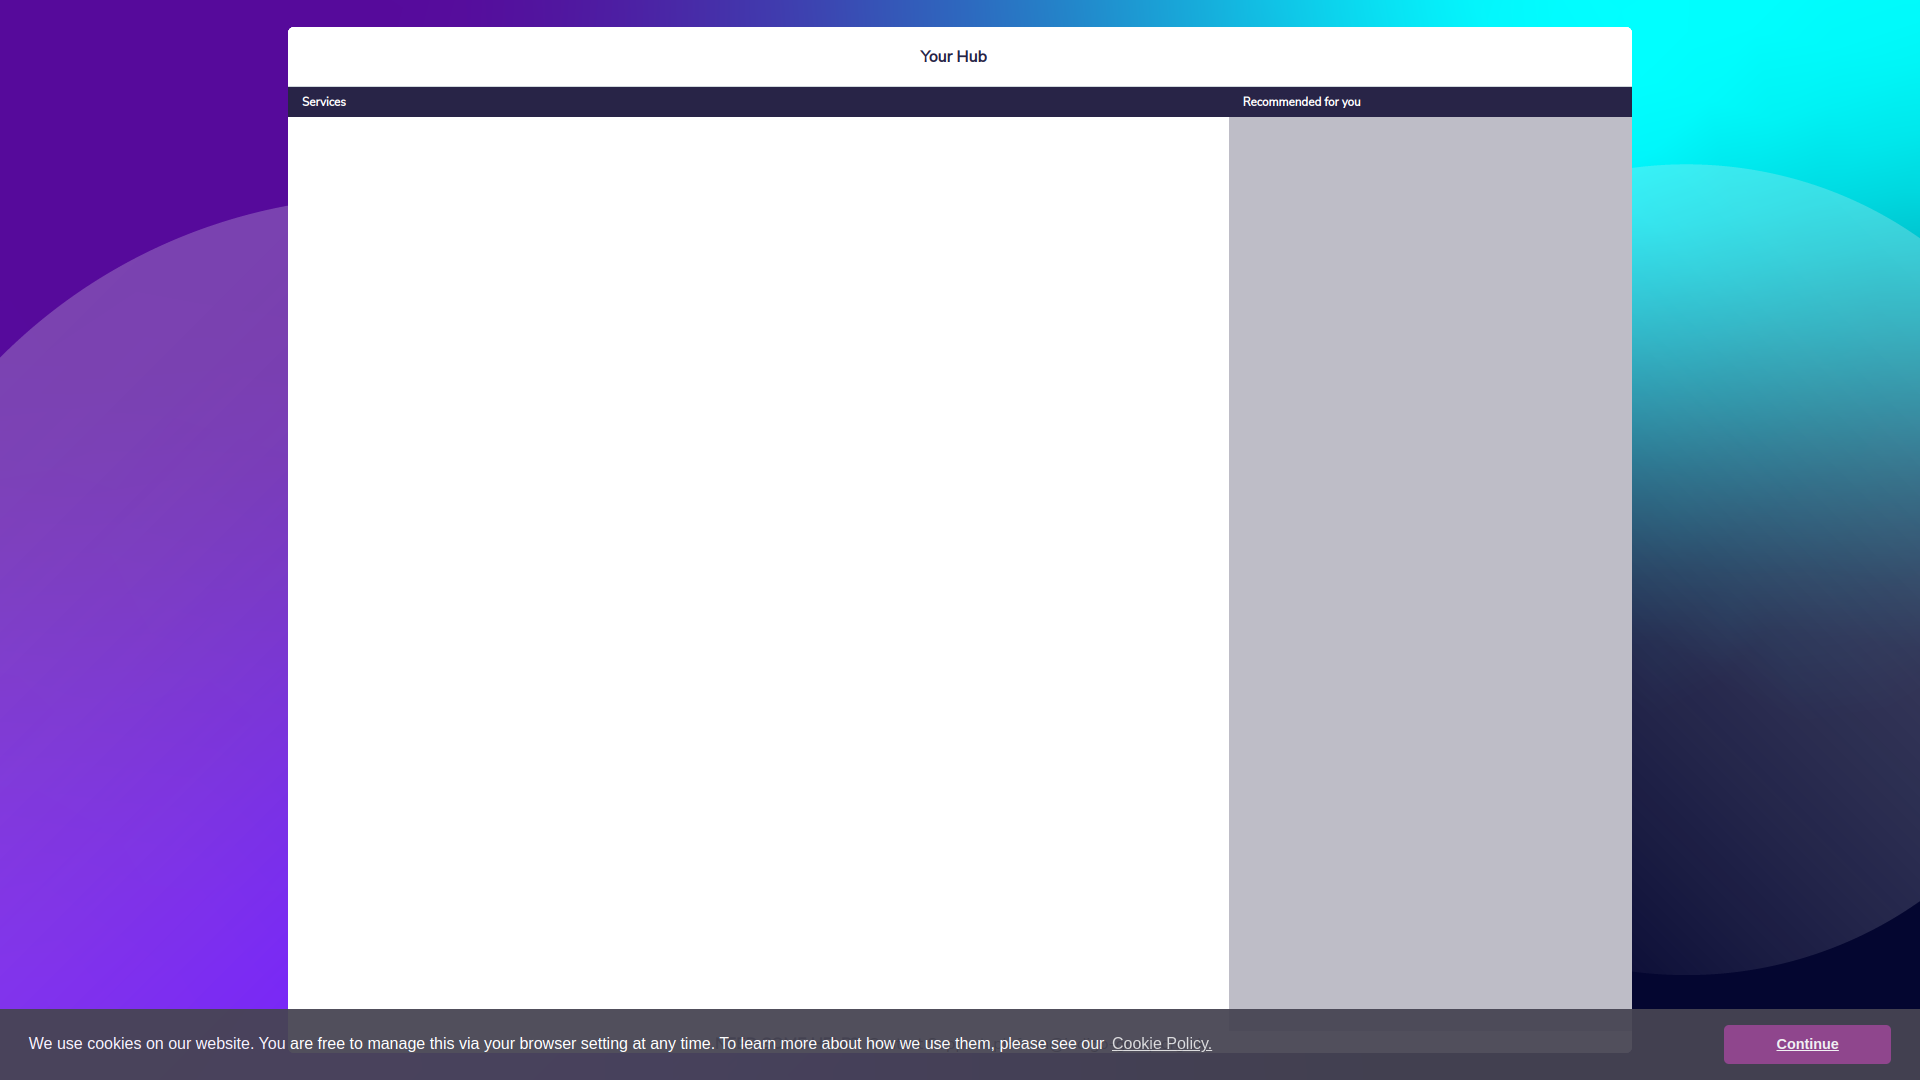 Your Hub
Services
Recommended for you
We use cookies on our website. You are free to manage this via your browser setting at any time. To learn more about how we use them, please see our Cookie Policy.
Continue